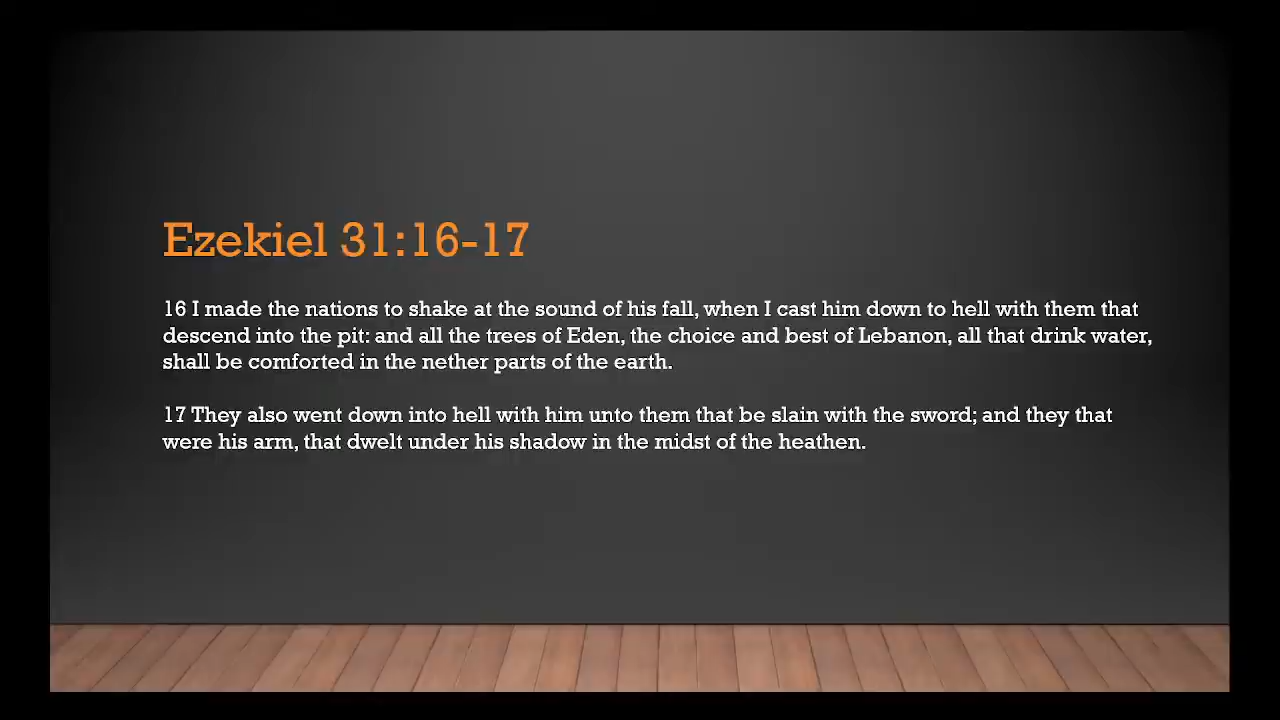 Ezekiel 31:16-17
16 I made the nations to shake at the sound of his fall, when I cast him down to hell with them that
descend into the pit: and all the trees of Eden, the choice and best of Lebanon, all that drink water,
shall be comforted in the nether parts of the earth.
17 They also went down into hell with him unto them that be slain with the sword; and they that
were his arm, that dwelt under his shadow in the midst of the heathen.